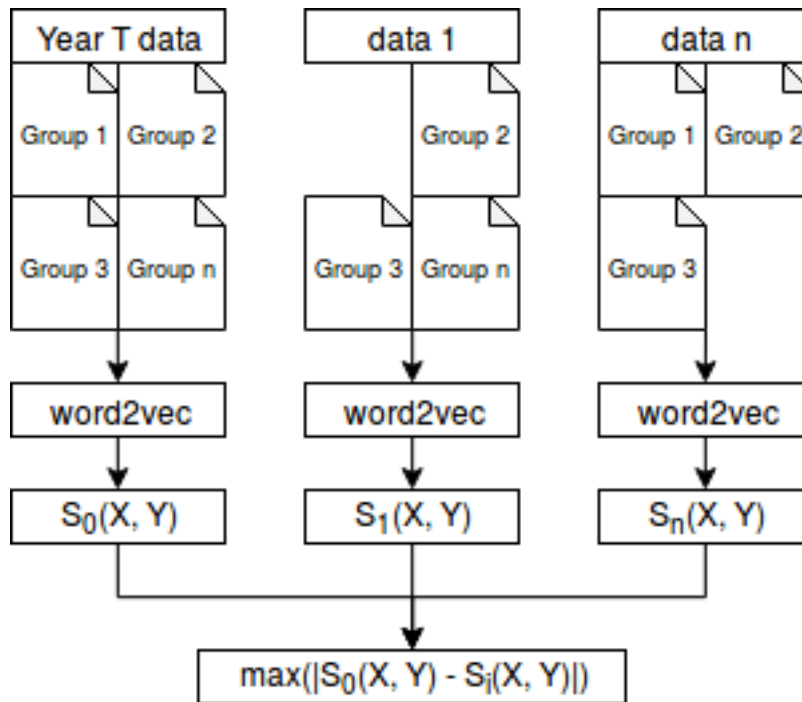 Year T data
data 1
data n
Group 1
Group 2
Group 2
Group 1
Group 2
Group 3
Group n
Group 3
Group n
Group 3
word2vec
word2vec
word2vec
S₀(X, Y)
S₁(X, Y)
Sₙ(X, Y)
max(|S₀(X, Y) - Sᵢ(X, Y)|)